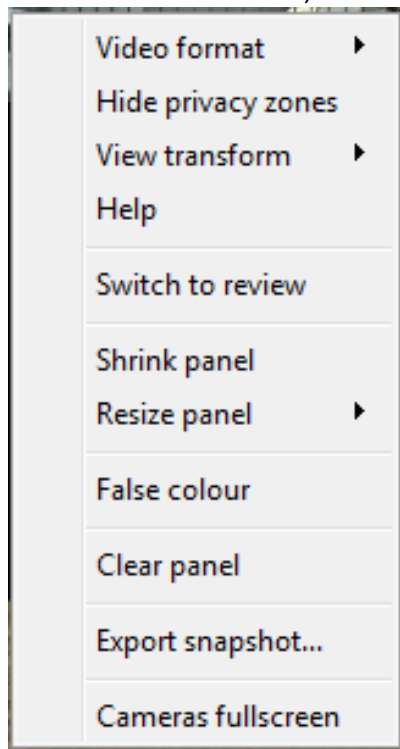 Video format
Hide privacy zones
View transform
Help
Switch to review
Shrink panel
Resize panel
False colour
Clear panel
Export snapshot...
Cameras fullscreen